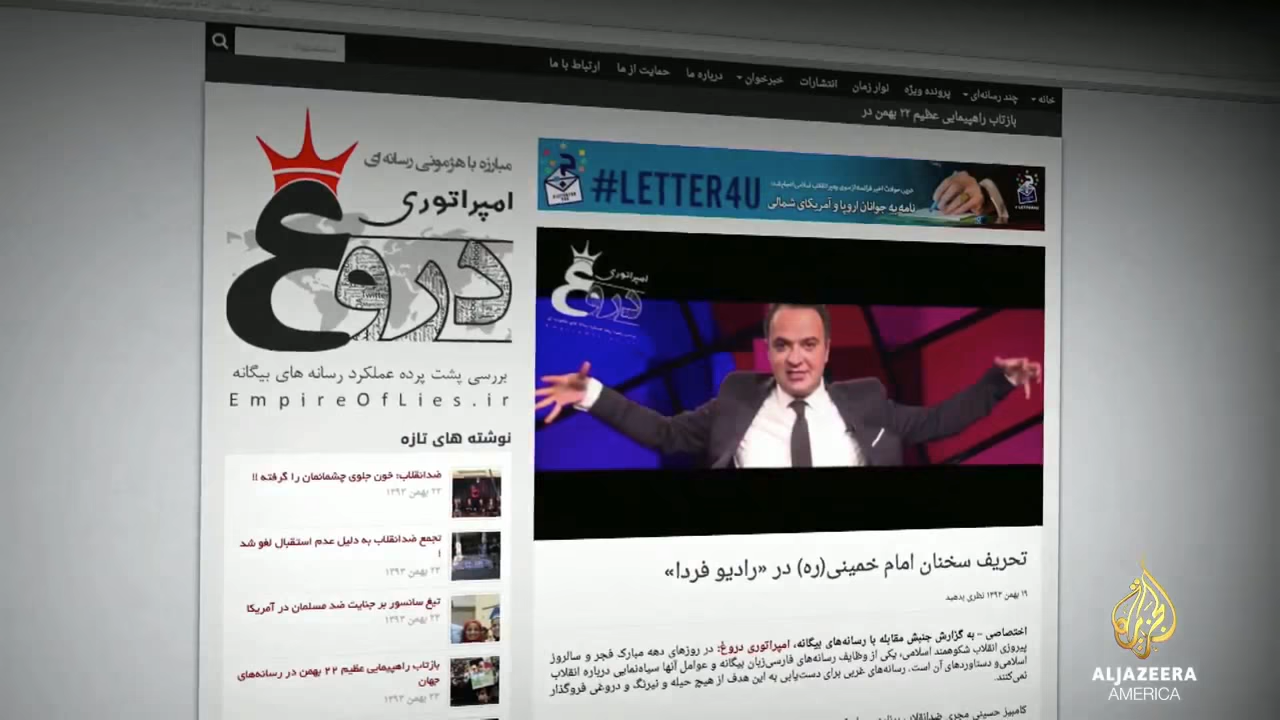 خانه
چند رسانه‌ای
پرونده ویژه
نوار زمان
انتشارات
خبرخوان
درباره ما
حمایت از ما
ارتباط با ما
بازتاب راهپیمایی عظیم ۲۲ بهمن در
مبارزه با هژمونی رسانه ای
امپراتوری
دروغ
بررسی پشت پرده عملکرد رسانه های بیگانه
EmpireOfLies.ir
#LETTER4U
نامه به جوانان اروپا و آمریکای شمالی
امپراتوری
دروغ
نوشته های تازه
ضدانقلاب: خون جلوی چشمانمان را گرفته !!
۲۳ بهمن ۱۳۹۳
تجمع ضدانقلاب به دلیل عدم استقبال لغو شد
!
۲۳ بهمن ۱۳۹۳
تیغ سانسور بر جنایت ضد مسلمان در آمریکا
۲۳ بهمن ۱۳۹۳
بازتاب راهپیمایی عظیم ۲۲ بهمن در رسانه‌های
جهان
۲۳ بهمن ۱۳۹۳
تحریف سخنان امام خمینی(ره) در «رادیو فردا»
۱۹ بهمن ۱۳۹۳ نظری بدهید
اختصاصی – به گزارش جنبش مقابله با رسانه‌های بیگانه، امپراتوری دروغ: در روزهای دهه مبارک فجر و سالروز
پیروزی انقلاب شکوهمند اسلامی، یکی از وظایف رسانه‌های فارسی‌زبان بیگانه و عوامل آنها سیاه‌نمایی درباره انقلاب
اسلامی و دستاوردهای آن است. رسانه‌های غربی برای دست‌یابی به این هدف از هیچ حیله و نیرنگ و دروغی فروگذار
نمی‌کنند.
کامبیز حسینی مجری ضدانقلاب
ALJAZEERA
AMERICA